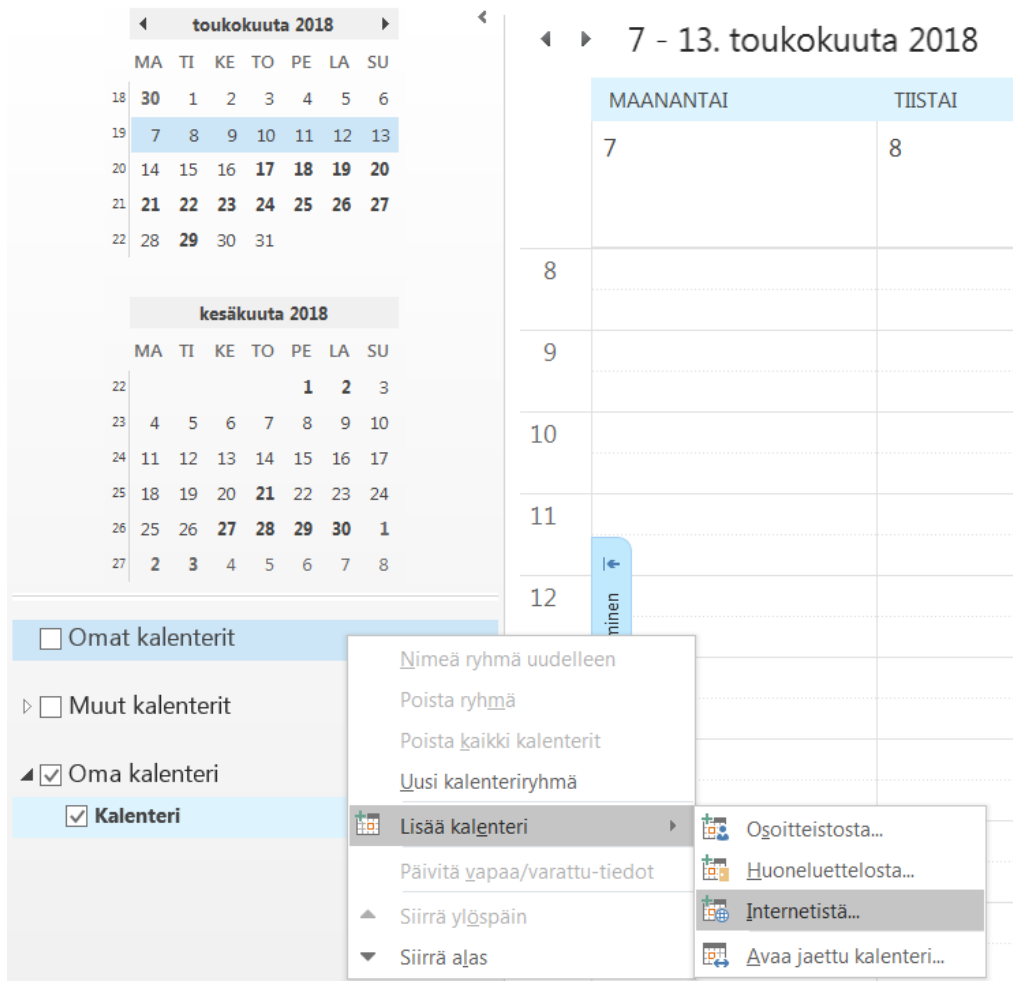 toukokuuta 2018
MA TI KE TO PE LA SU
18 30 1 2 3 4 5 6
19 7 8 9 10 11 12 13
20 14 15 16 17 18 19 20
21 21 22 23 24 25 26 27
22 28 29 30 31
kesäkuuta 2018
MA TI KE TO PE LA SU
22 1 2 3
23 4 5 6 7 8 9 10
24 11 12 13 14 15 16 17
25 18 19 20 21 22 23 24
26 25 26 27 28 29 30 1
27 2 3 4 5 6 7 8
Omat kalenterit
Muut kalenterit
Oma kalenteri
Kalenteri
7 - 13. toukokuuta 2018
MAANANTAI TIISTAI
7 8
8
9
10
11
12
minen
Nimeä ryhmä uudelleen
Poista ryhmä
Poista kaikki kalenterit
Uusi kalenteriryhmä
Lisää kalenteri
Päivitä vapaa/varattu-tiedot
Siirrä ylöspäin
Siirrä alas
Osoitteistosta...
Huoneluettelosta...
Internetistä...
Avaa jaettu kalenteri...